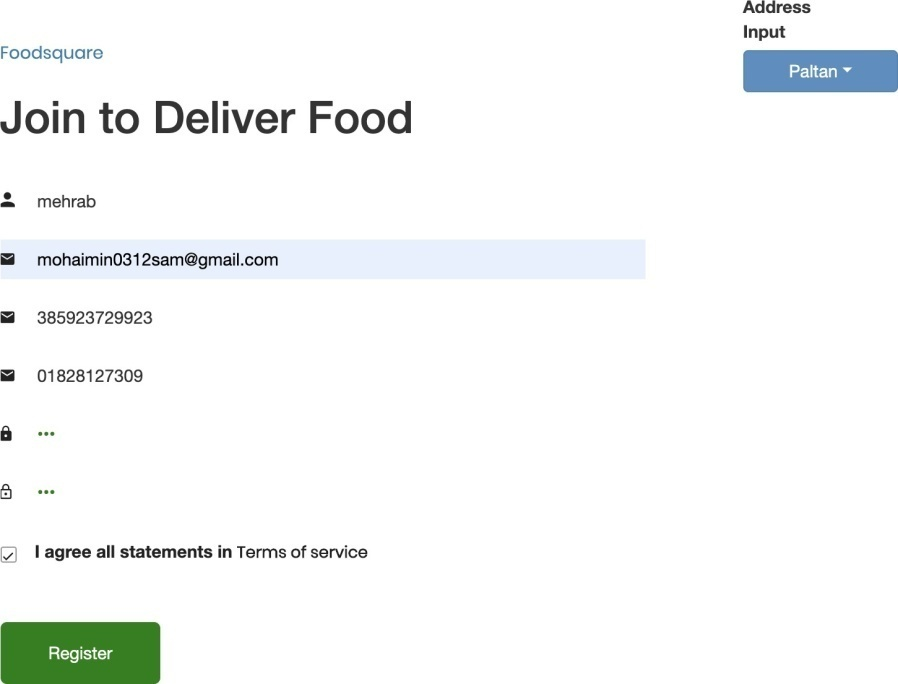 Foodsquare
Join to Deliver Food
mehrab
mohaimin0312sam@gmail.com
385923729923
01828127309
•••
•••
I agree all statements in Terms of service
Register
Address
Input
Paltan